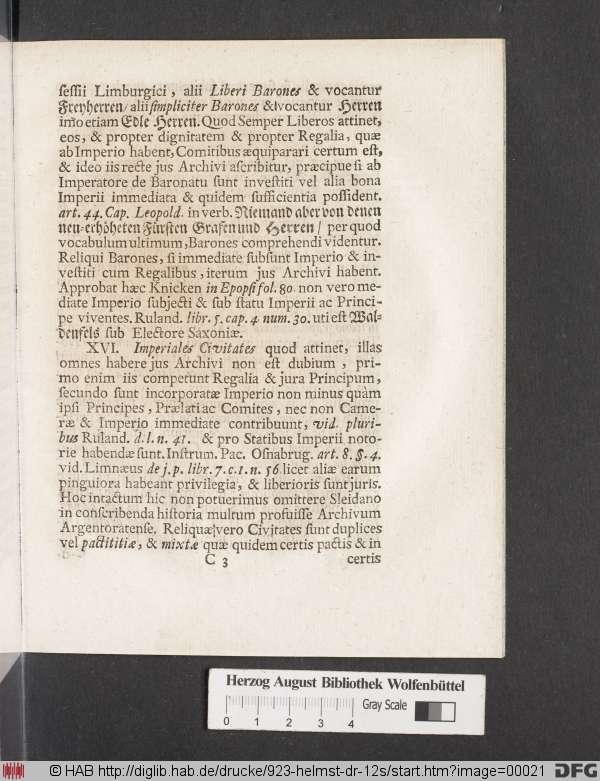 ſeſſii Limburgici, alii Liberi Barones & vocantur
Freyherren/ alii ſimpliciter Barones & vocantur Herren
imo etiam Edle Herren. Quod Semper Liberos attinet,
eos, & propter dignitatem & propter Regalia, quæ
ab Imperio habent, Comitibus æquiparari certum eſt,
& ideo iis recte jus Archivi aſcribitur, præcipue ſi ab
Imperatore de Baronatu ſunt inveſtiti vel alia bona
Imperii immediata & quidem ſufficientia poſſident.
art. 44. Cap. Leopold. in verb. Niemand aber von denen
neu-erhöheten Fürſten Grafen und Herren/ per quod
vocabulum ultimum, Barones comprehendi videntur.
Reliqui Barones, ſi immediate ſubſunt Imperio & in-
veſtiti cum Regalibus, iterum jus Archivi habent.
Approbat hæc Knicken in Epopſi fol. 80. non vero me-
diate Imperio ſubjecti & ſub ſtatu Imperii ac Princi-
pe viventes. Ruland. libr. 5. cap. 4 num. 30. uti eſt Wal-
denfels ſub Electore Saxoniæ.
XVI. Imperiales Civitates quod attinet, illas
omnes habere jus Archivi non eſt dubium, pri-
mo enim iis competunt Regalia & jura Principum,
ſecundo ſunt incorporatæ Imperio non minus quàm
ipſi Principes, Prælati ac Comites, nec non Came-
ræ & Imperio immediate contribuunt, vid. pluri-
bus Ruland. d. l. n. 41. & pro Statibus Imperii noto-
rie habendæ ſunt. Inſtrum. Pac. Oſnabrug. art. 8. §. 4.
vid. Limnæus de j. p. libr. 7. c. 1. n. 56. licet aliæ earum
pinguiora habeant privilegia, & liberioris ſunt juris.
Hoc intactum hic non potuerimus omittere Sleidano
in conſcribenda hiſtoria multum profuiſſe Archivum
Argentoratenſe. Reliquæ vero Civitates ſunt duplices
vel pactititiæ, & mixtæ quæ quidem certis pactis & in
C 3 certis
Herzog August Bibliothek Wolfenbüttel
Gray Scale
0 1 2 3 4
© HAB http://diglib.hab.de/drucke/923-helmst-dr-12s/start.htm?image=00021
DFG